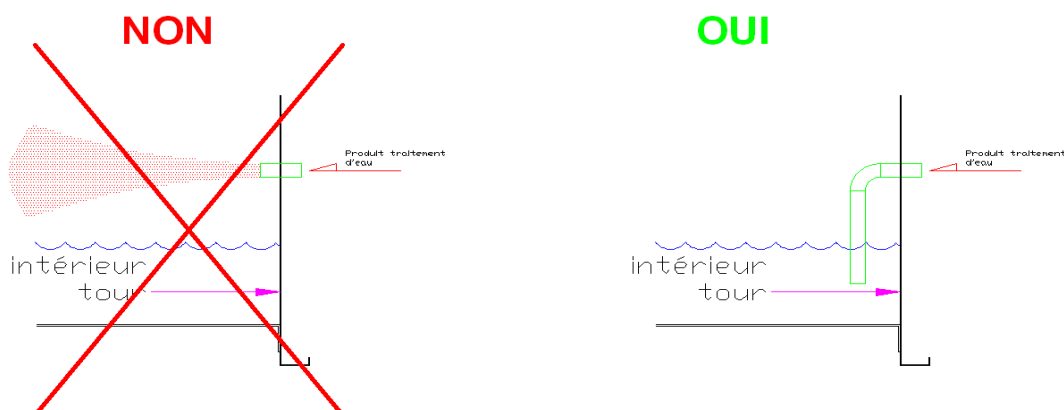 NON
Produit traitement
d'eau
intérieur
tour
OUI
Produit traitement
d'eau
intérieur
tour